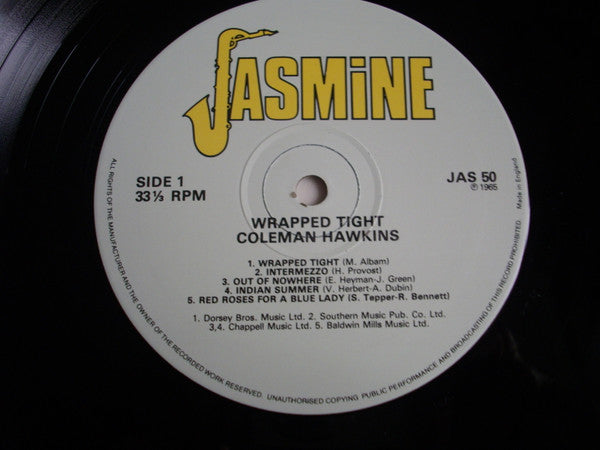 JASMiNE
SIDE 1
33⅓ RPM
JAS 50
℗ 1965
Made in England
WRAPPED TIGHT
COLEMAN HAWKINS
1. WRAPPED TIGHT (M. Albam)
2. INTERMEZZO (H. Provost)
3. OUT OF NOWHERE (E. Heyman-J. Green)
4. INDIAN SUMMER (V. Herbert-A. Dubin)
5. RED ROSES FOR A BLUE LADY (S. Tepper-R. Bennett)
1. Dorsey Bros. Music Ltd. 2. Southern Music Pub. Co. Ltd.
3,4. Chappell Music Ltd. 5. Baldwin Mills Music Ltd.
ALL RIGHTS OF THE MANUFACTURER AND THE OWNER OF THE RECORDED WORK RESERVED. UNAUTHORISED COPYING PUBLIC PERFORMANCE AND BROADCASTING OF THIS RECORD PROHIBITED.